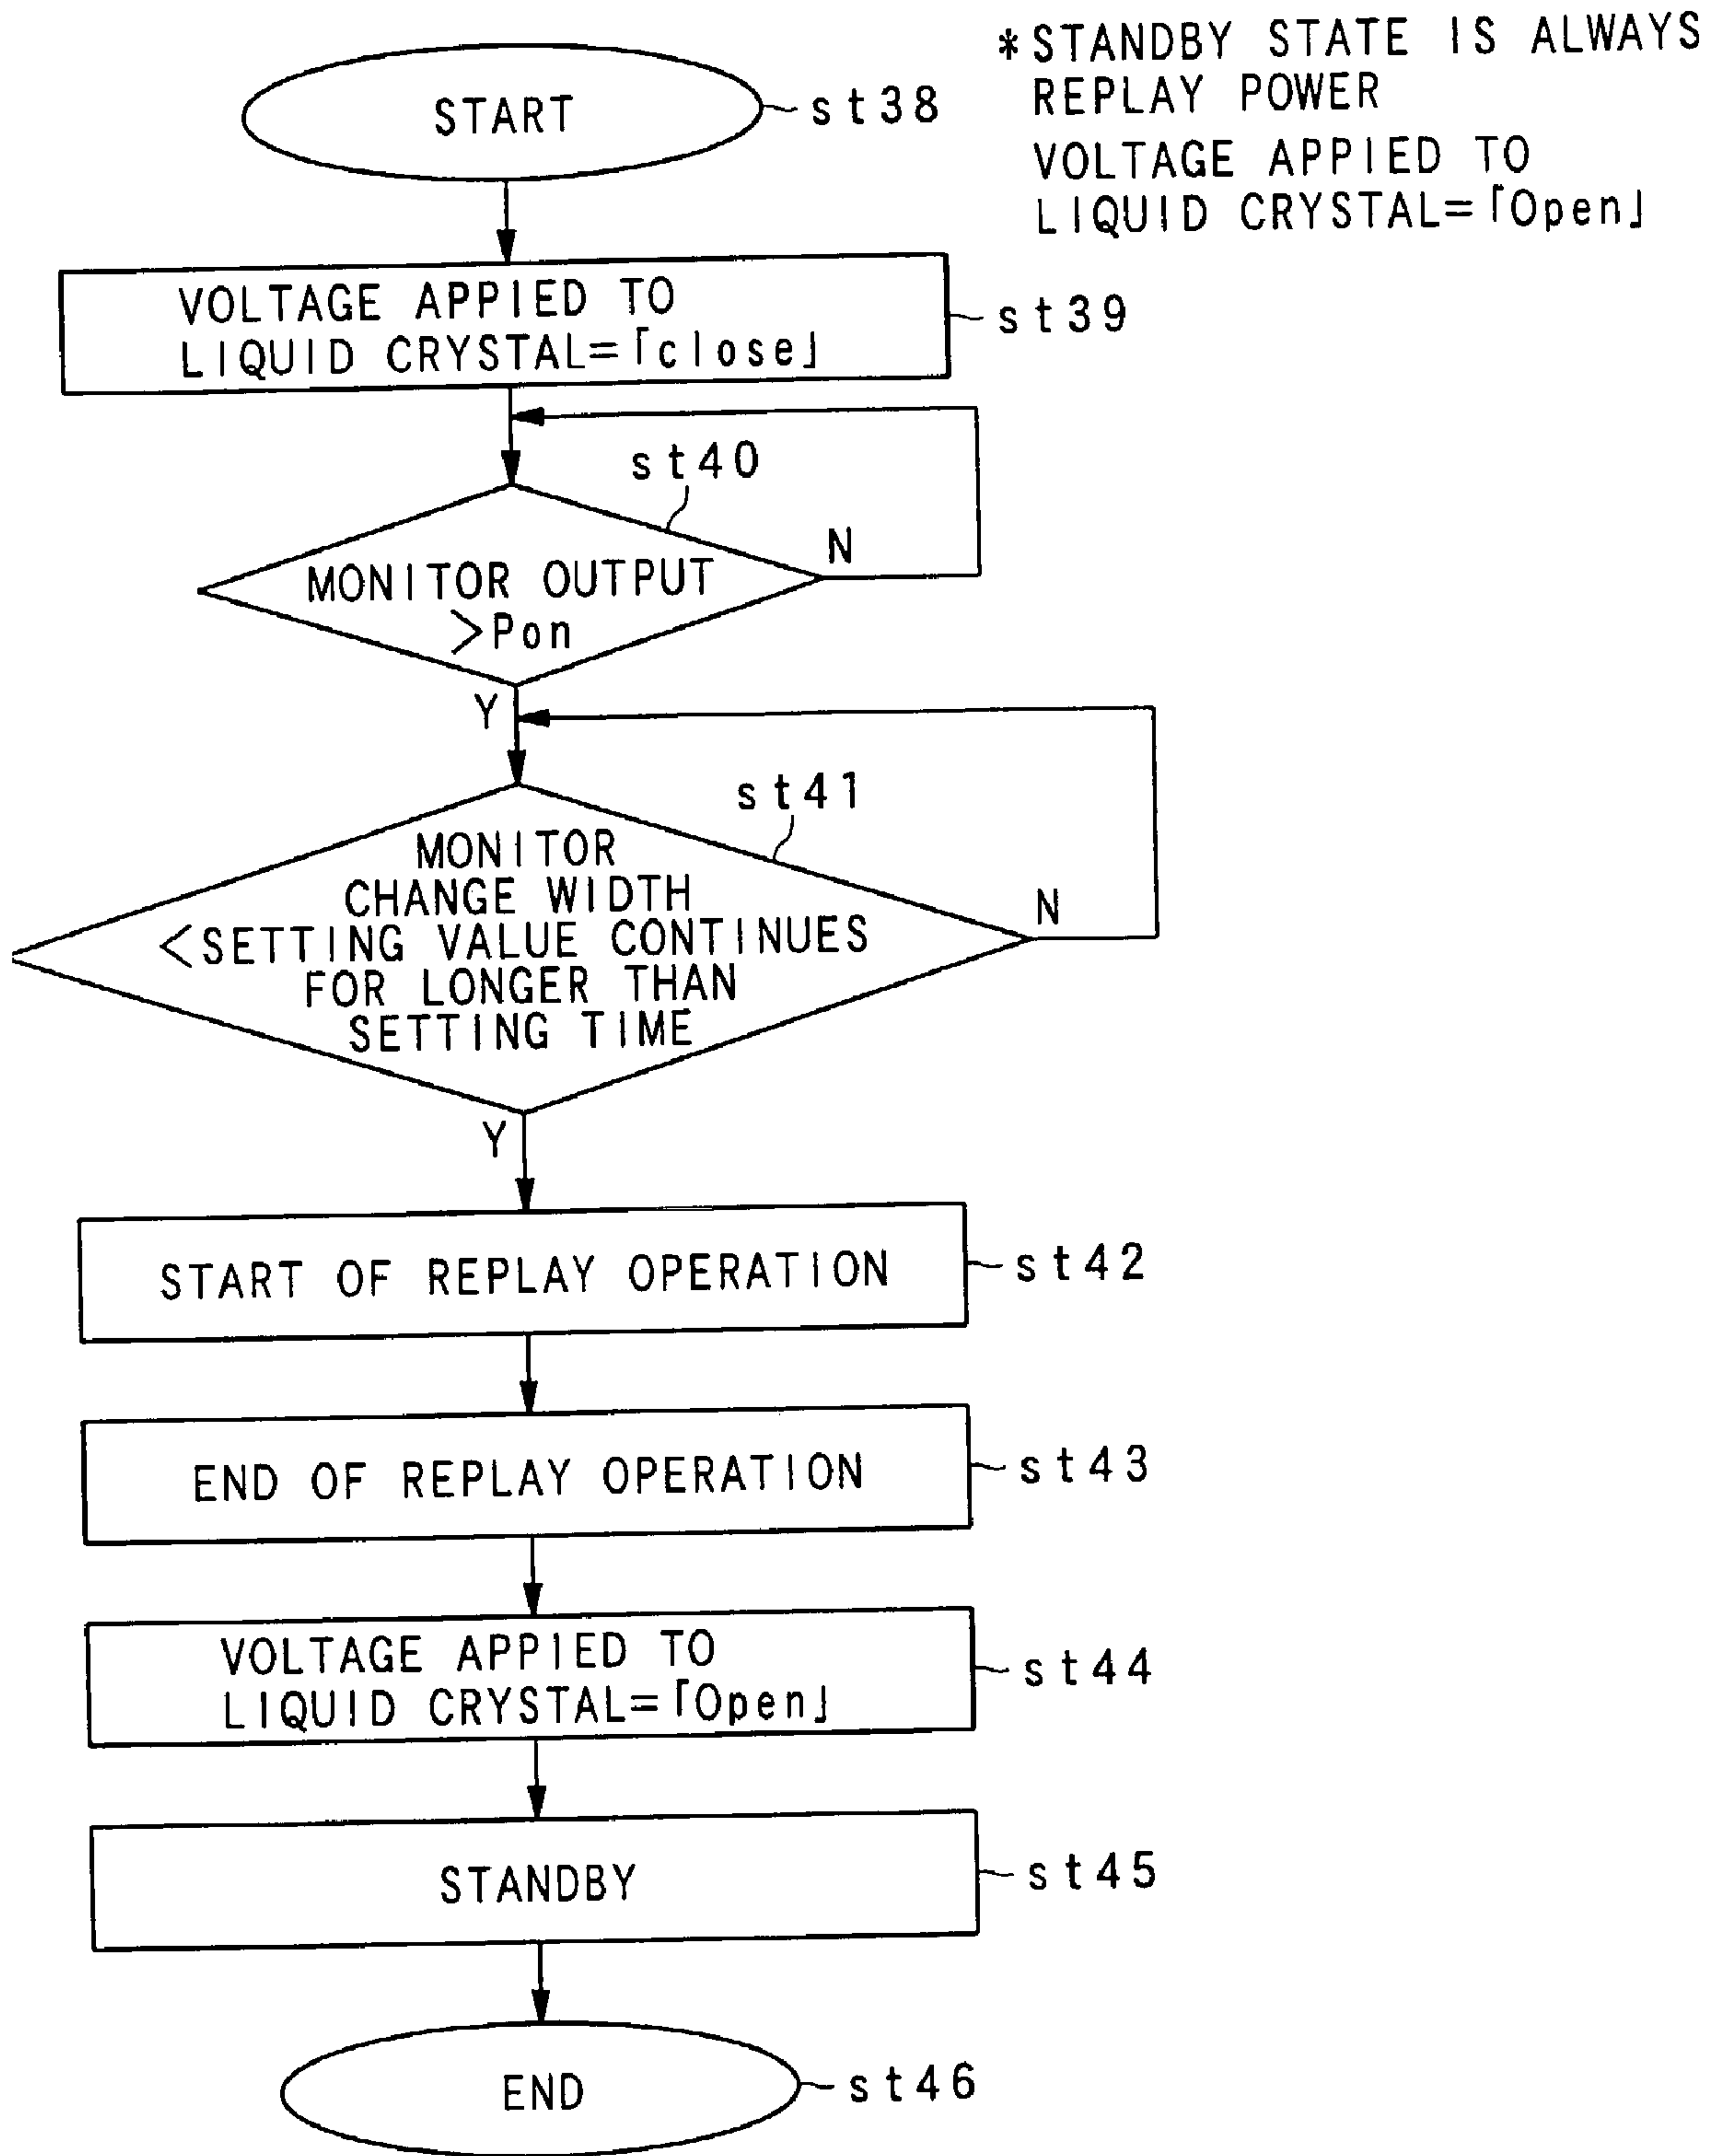 *STANDBY STATE IS ALWAYS
REPLAY POWER
VOLTAGE APPIED TO
LIQUID CRYSTAL=「Open」
START
st38
VOLTAGE APPIED TO
LIQUID CRYSTAL=「close」
st39
st40
MONITOR OUTPUT
>Pon
N
Y
st41
MONITOR
CHANGE WIDTH
<SETTING VALUE CONTINUES
FOR LONGER THAN
SETTING TIME
N
Y
START OF REPLAY OPERATION
st42
END OF REPLAY OPERATION
st43
VOLTAGE APPIED TO
LIQUID CRYSTAL=「Open」
st44
STANDBY
st45
END
st46